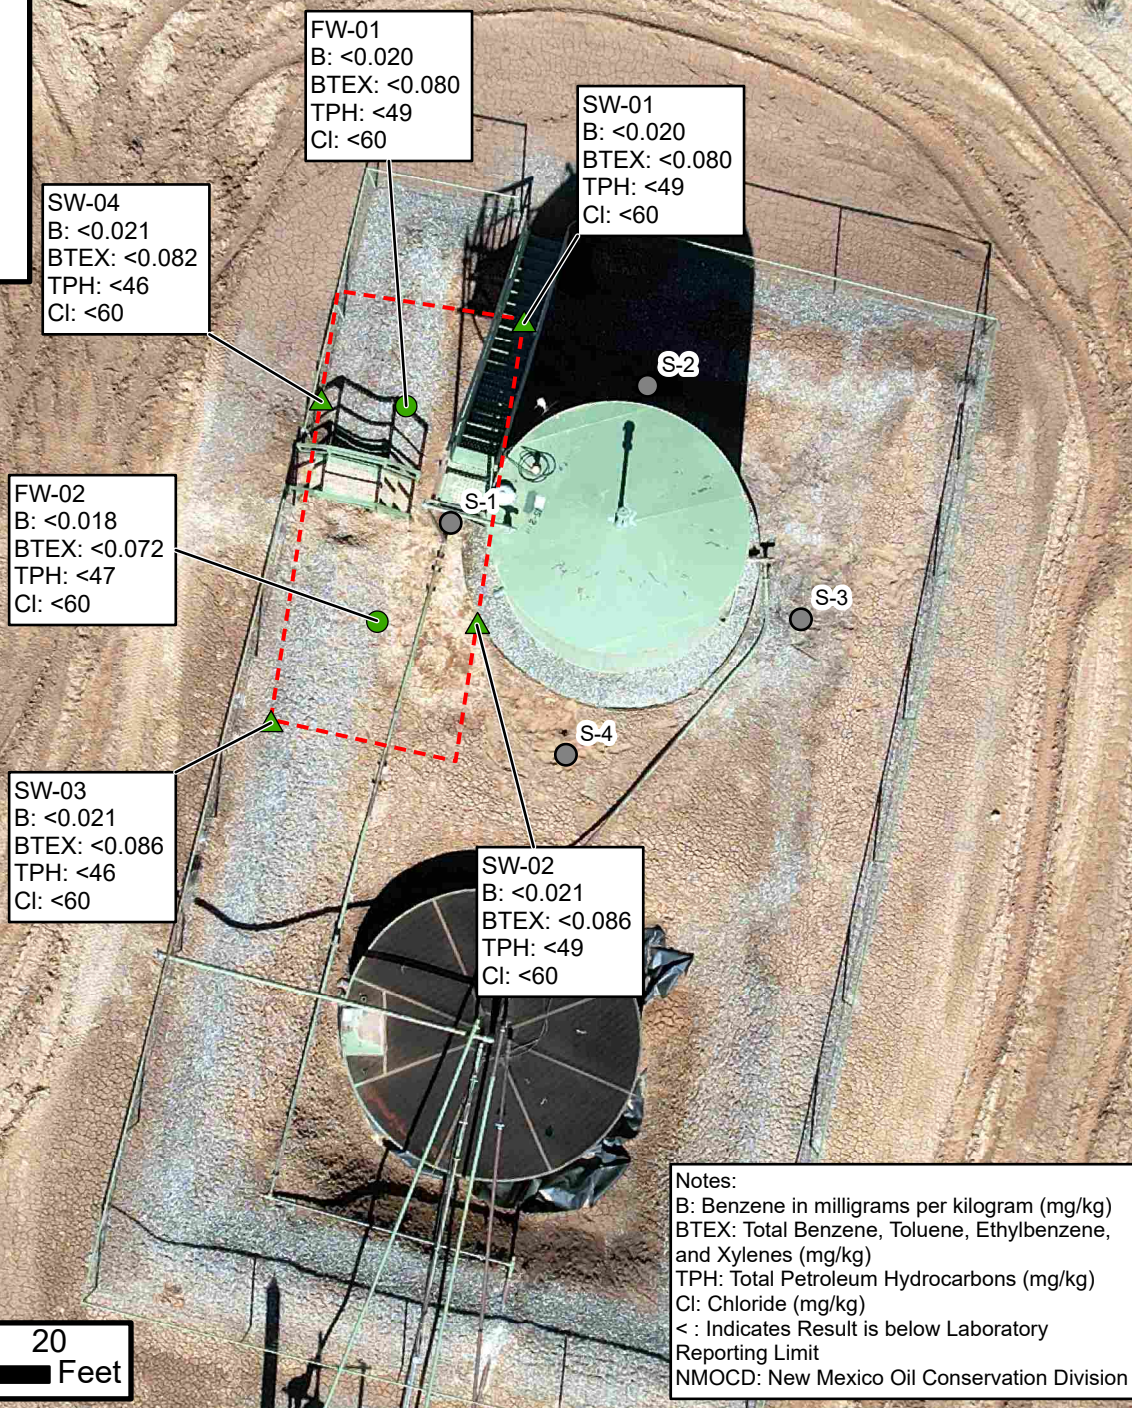 FW-01
B: <0.020
BTEX: <0.080
TPH: <49
Cl: <60
SW-01
B: <0.020
BTEX: <0.080
TPH: <49
Cl: <60
SW-04
B: <0.021
BTEX: <0.082
TPH: <46
Cl: <60
S-2
S-1
FW-02
B: <0.018
BTEX: <0.072
TPH: <47
Cl: <60
S-3
S-4
SW-03
B: <0.021
BTEX: <0.086
TPH: <46
Cl: <60
SW-02
B: <0.021
BTEX: <0.086
TPH: <49
Cl: <60
Notes:
B: Benzene in milligrams per kilogram (mg/kg)
BTEX: Total Benzene, Toluene, Ethylbenzene,
and Xylenes (mg/kg)
TPH: Total Petroleum Hydrocarbons (mg/kg)
Cl: Chloride (mg/kg)
< : Indicates Result is below Laboratory
Reporting Limit
NMOCD: New Mexico Oil Conservation Division
20
Feet